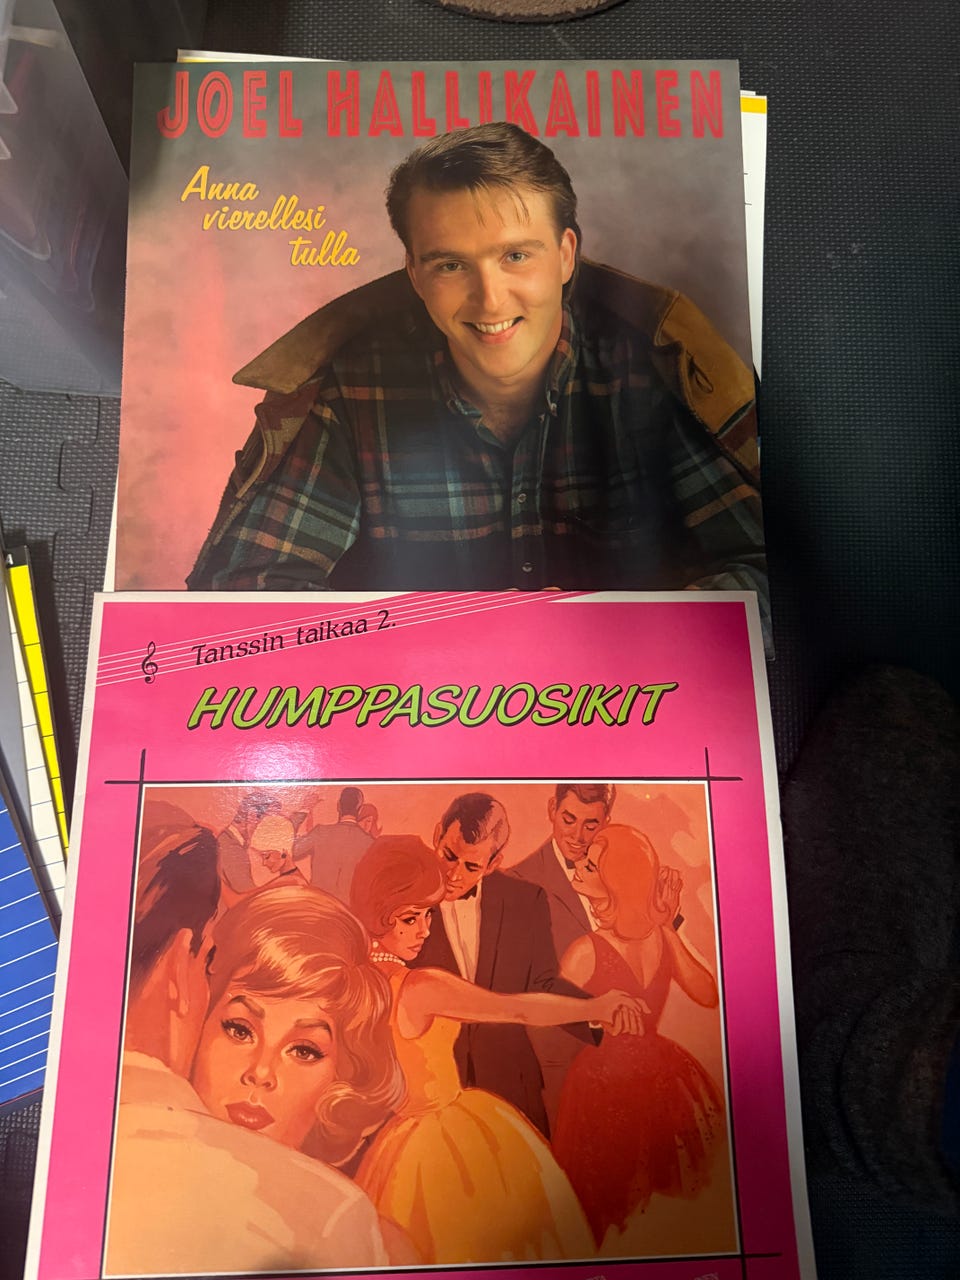 JOEL HALLIKAINEN
Anna
vierellesi
tulla
Tanssin taikaa 2.
HUMPPASUOSIKIT